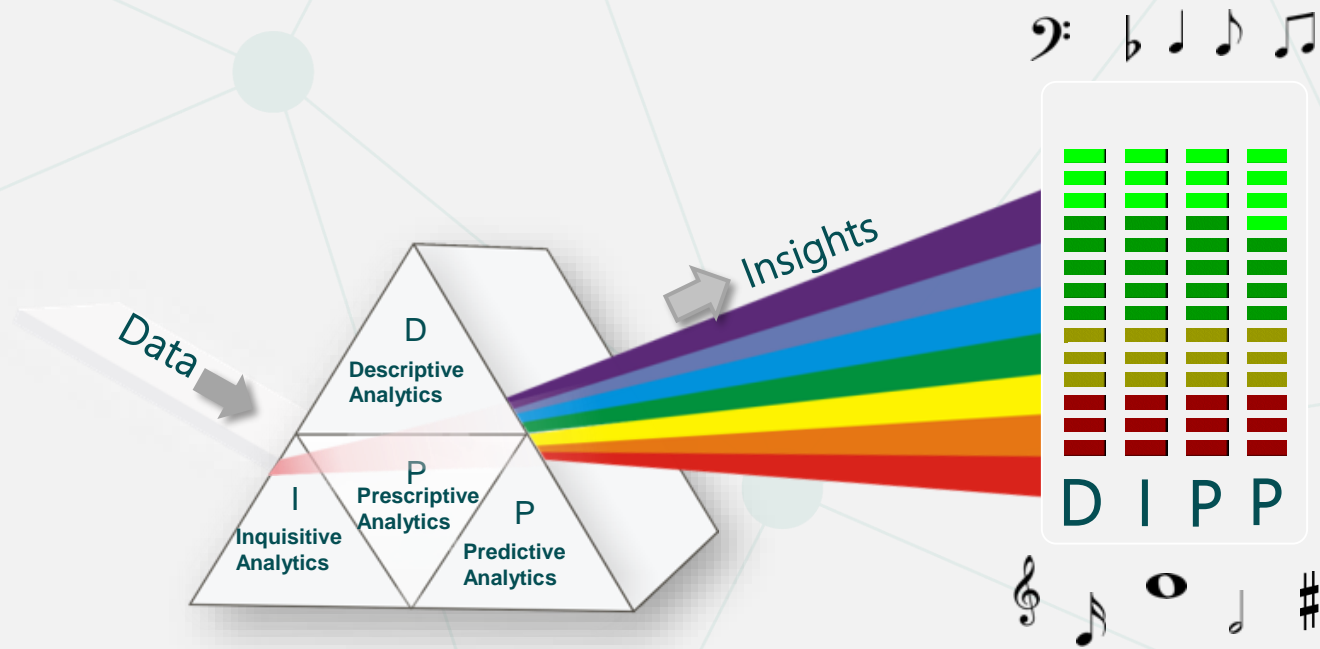 Data
Insights
D
Descriptive
Analytics
I
Inquisitive
Analytics
P
Prescriptive
Analytics
P
Predictive
Analytics
D I P P